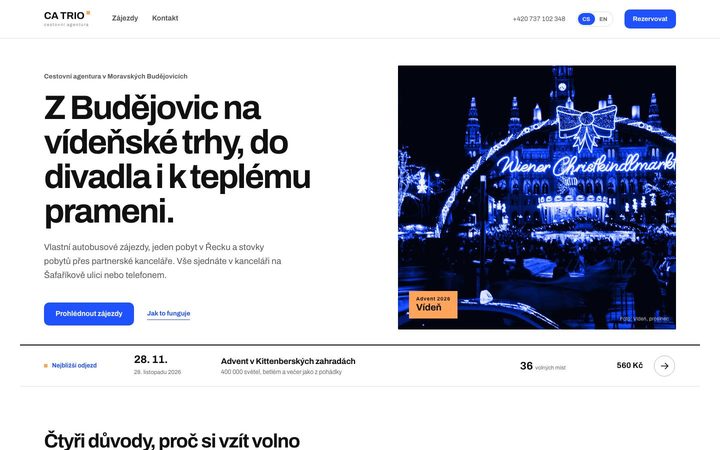 CA TRIO
cestovní agentura
Zájezdy
Kontakt
+420 737 102 348
CS
EN
Rezervovat
Cestovní agentura v Moravských Budějovicích
Z Budějovic na
vídeňské trhy, do
divadla i k teplému
prameni.
Vlastní autobusové zájezdy, jeden pobyt v Řecku a stovky
pobytů přes partnerské kanceláře. Vše sjednáte v kanceláři na
Šafaříkově ulici nebo telefonem.
Prohlédnout zájezdy
Jak to funguje
Wiener Christkindlmarkt
Advent 2026
Vídeň
Foto: Vídeň, prosinec
Nejbližší odjezd
28. 11.
28. listopadu 2026
Advent v Kittenberských zahradách
400 000 světel, betlém a večer jako z pohádky
36 volných míst
560 Kč
Čtyři důvody, proč si vzít volno